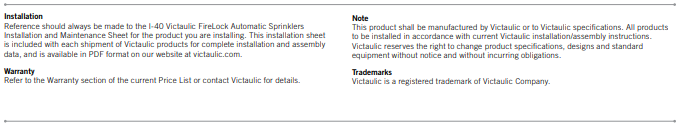 Installation
Reference should always be made to the I-40 Victaulic FireLock Automatic Sprinklers
Installation and Maintenance Sheet for the product you are installing. This installation sheet
is included with each shipment of Victaulic products for complete installation and assembly
data, and is available in PDF format on our website at victaulic.com.
Warranty
Refer to the Warranty section of the current Price List or contact Victaulic for details.
Note
This product shall be manufactured by Victaulic or to Victaulic specifications. All products
to be installed in accordance with current Victaulic installation/assembly instructions.
Victaulic reserves the right to change product specifications, designs and standard
equipment without notice and without incurring obligations.
Trademarks
Victaulic is a registered trademark of Victaulic Company.